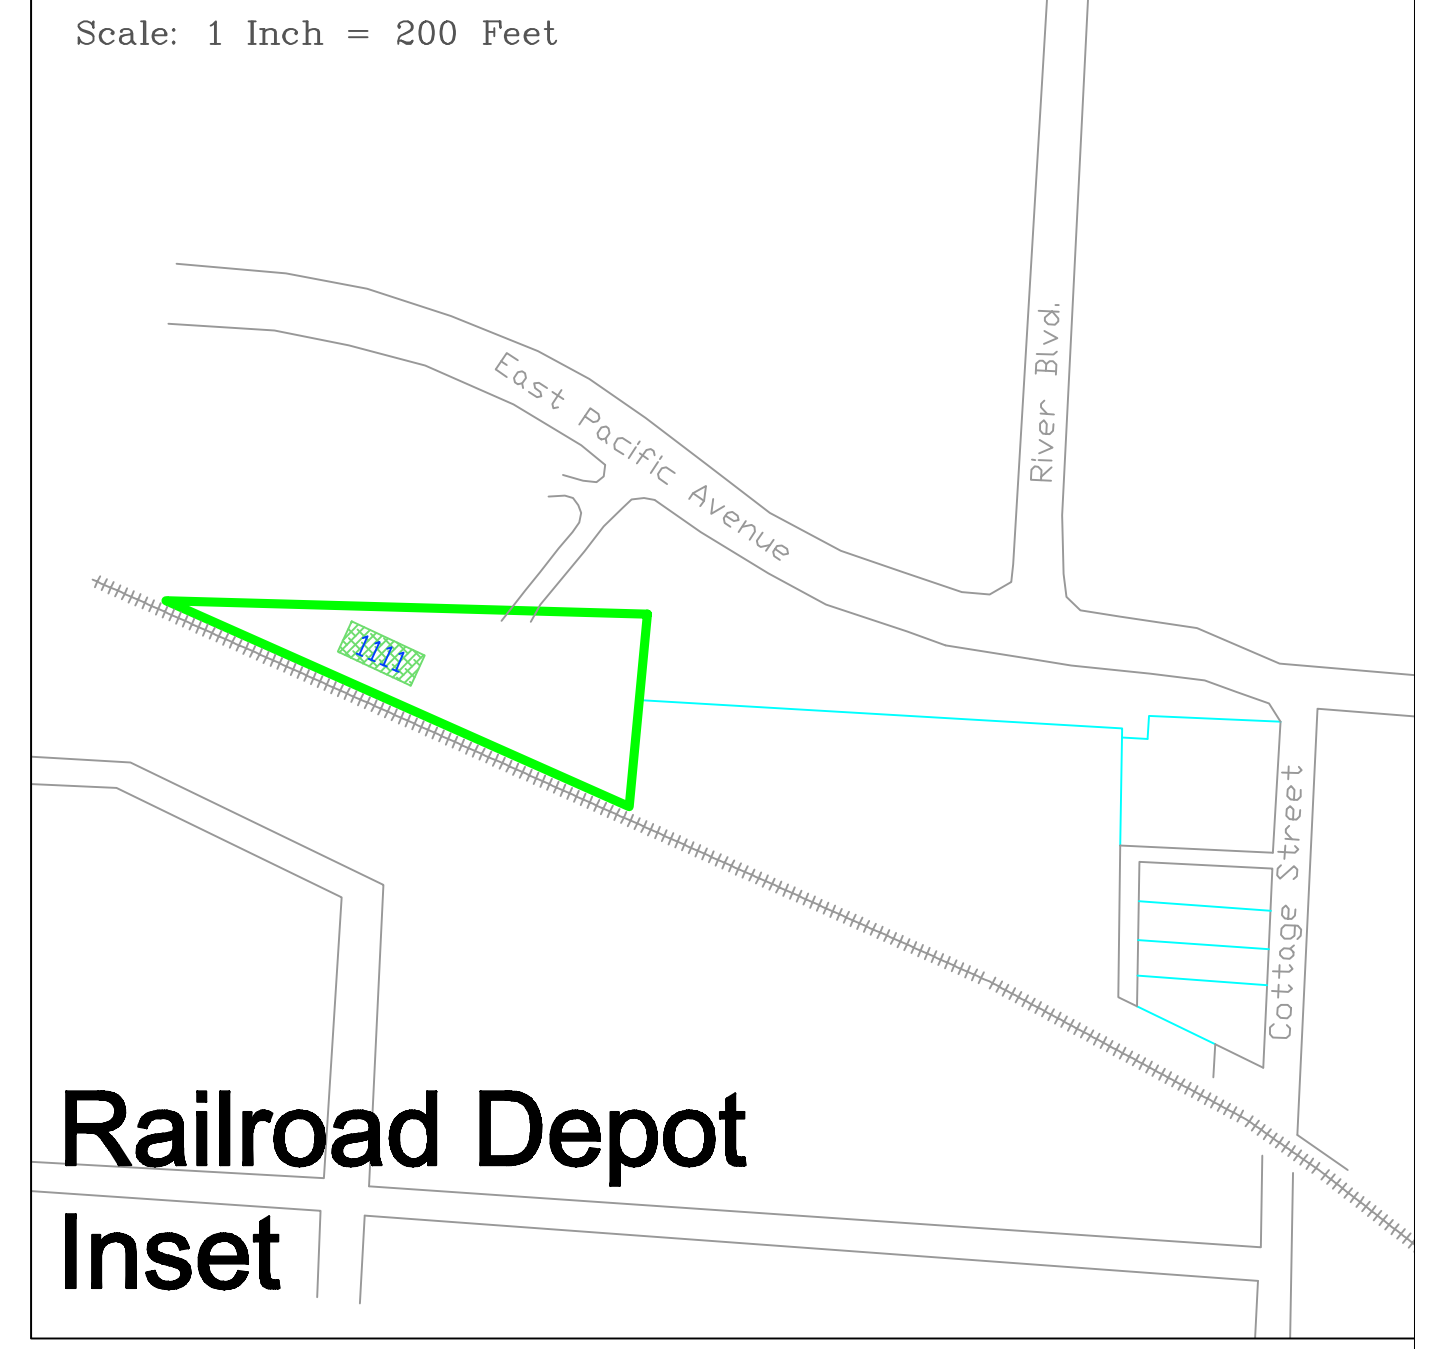 Scale: 1 Inch = 200 Feet
River Blvd.
East Pacific Avenue
1111
Cottage Street
Railroad Depot
Inset